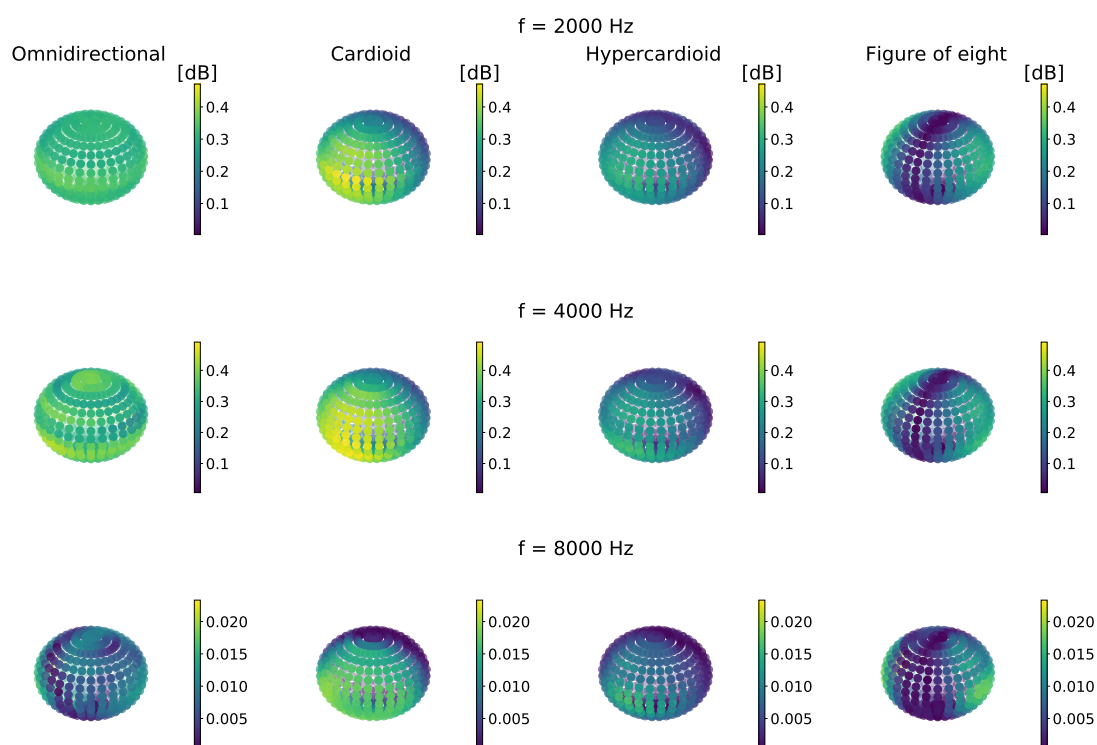 f = 2000 Hz
Omnidirectional Cardioid Hypercardioid Figure of eight
[dB] [dB] [dB] [dB]
0.4 0.4 0.4 0.4
0.3 0.3 0.3 0.3
0.2 0.2 0.2 0.2
0.1 0.1 0.1 0.1
f = 4000 Hz
0.4 0.4 0.4 0.4
0.3 0.3 0.3 0.3
0.2 0.2 0.2 0.2
0.1 0.1 0.1 0.1
f = 8000 Hz
0.020 0.020 0.020 0.020
0.015 0.015 0.015 0.015
0.010 0.010 0.010 0.010
0.005 0.005 0.005 0.005